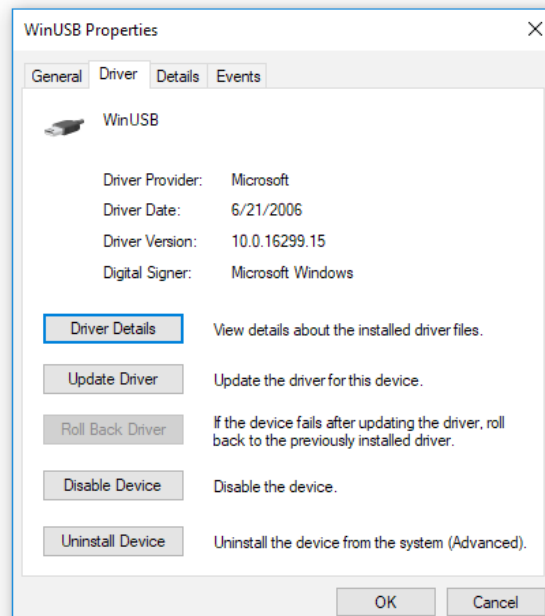 WinUSB Properties
General Driver Details Events
WinUSB
Driver Provider: Microsoft
Driver Date: 6/21/2006
Driver Version: 10.0.16299.15
Digital Signer: Microsoft Windows
Driver Details View details about the installed driver files.
Update Driver Update the driver for this device.
Roll Back Driver If the device fails after updating the driver, roll
back to the previously installed driver.
Disable Device Disable the device.
Uninstall Device Uninstall the device from the system (Advanced).
OK Cancel